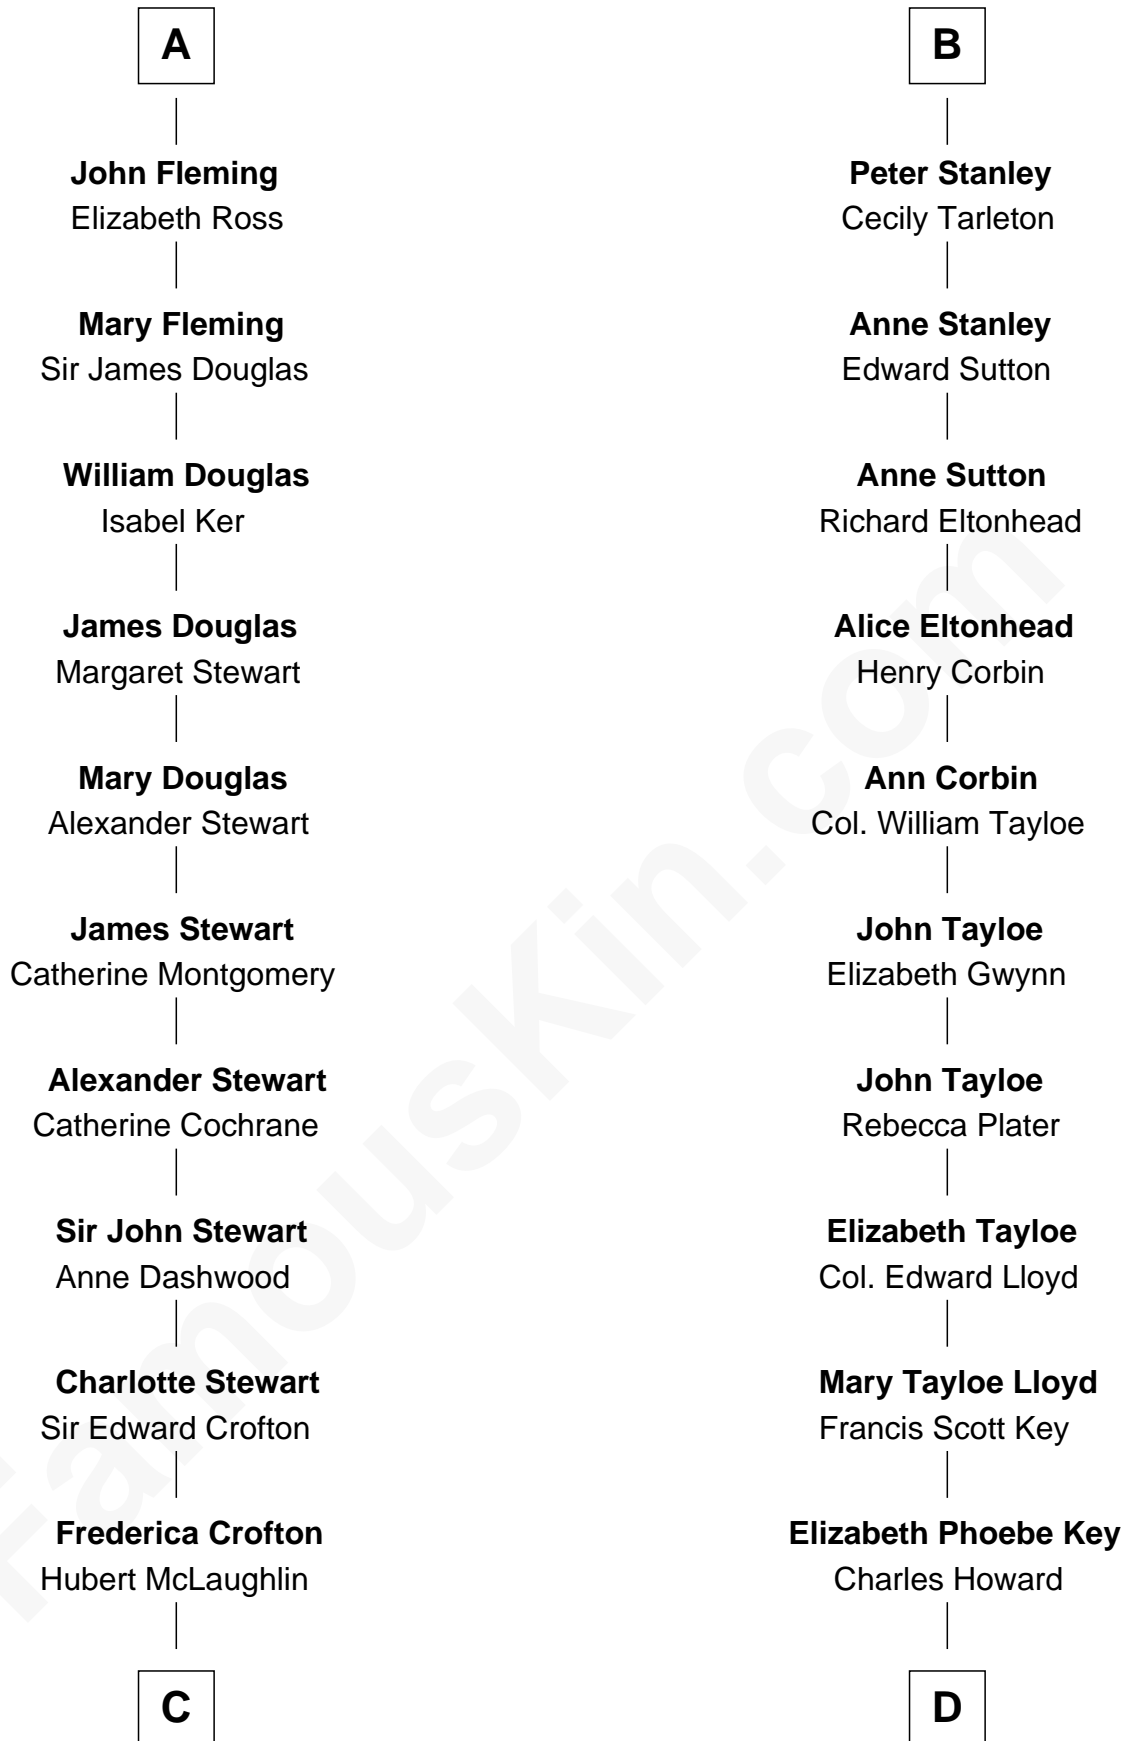 A
John Fleming
Elizabeth Ross
Mary Fleming
Sir James Douglas
William Douglas
Isabel Ker
James Douglas
Margaret Stewart
Mary Douglas
Alexander Stewart
James Stewart
Catherine Montgomery
Alexander Stewart
Catherine Cochrane
Sir John Stewart
Anne Dashwood
Charlotte Stewart
Sir Edward Crofton
Frederica Crofton
Hubert McLaughlin
C
B
Peter Stanley
Cecily Tarleton
Anne Stanley
Edward Sutton
Anne Sutton
Richard Eltonhead
Alice Eltonhead
Henry Corbin
Ann Corbin
Col. William Tayloe
John Tayloe
Elizabeth Gwynn
John Tayloe
Rebecca Plater
Elizabeth Tayloe
Col. Edward Lloyd
Mary Tayloe Lloyd
Francis Scott Key
Elizabeth Phoebe Key
Charles Howard
D
FamousKin.com